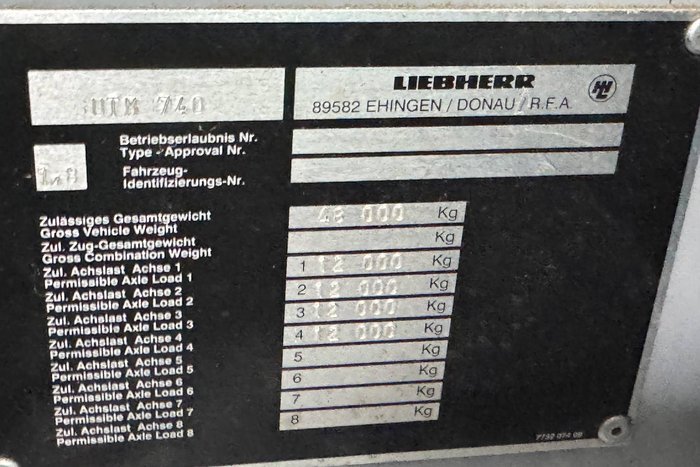 UTM 740
LIEBHERR
89582 EHINGEN / DONAU / R.F.A.
Betriebserlaubnis Nr.
Type - Approval Nr.
Fahrzeug-
Identifizierungs-Nr.
Zulässiges Gesamtgewicht
Gross Vehicle Weight
48 000 Kg
Zul. Zug-Gesamtgewicht
Gross Combination Weight
Kg
Zul. Achslast Achse 1
Permissible Axle Load 1
1 12 000 Kg
Zul. Achslast Achse 2
Permissible Axle Load 2
2 12 000 Kg
Zul. Achslast Achse 3
Permissible Axle Load 3
3 12 000 Kg
Zul. Achslast Achse 4
Permissible Axle Load 4
4 12 000 Kg
Zul. Achslast Achse 5
Permissible Axle Load 5
5 Kg
Zul. Achslast Achse 6
Permissible Axle Load 6
6 Kg
Zul. Achslast Achse 7
Permissible Axle Load 7
7 Kg
Zul. Achslast Achse 8
Permissible Axle Load 8
8 Kg